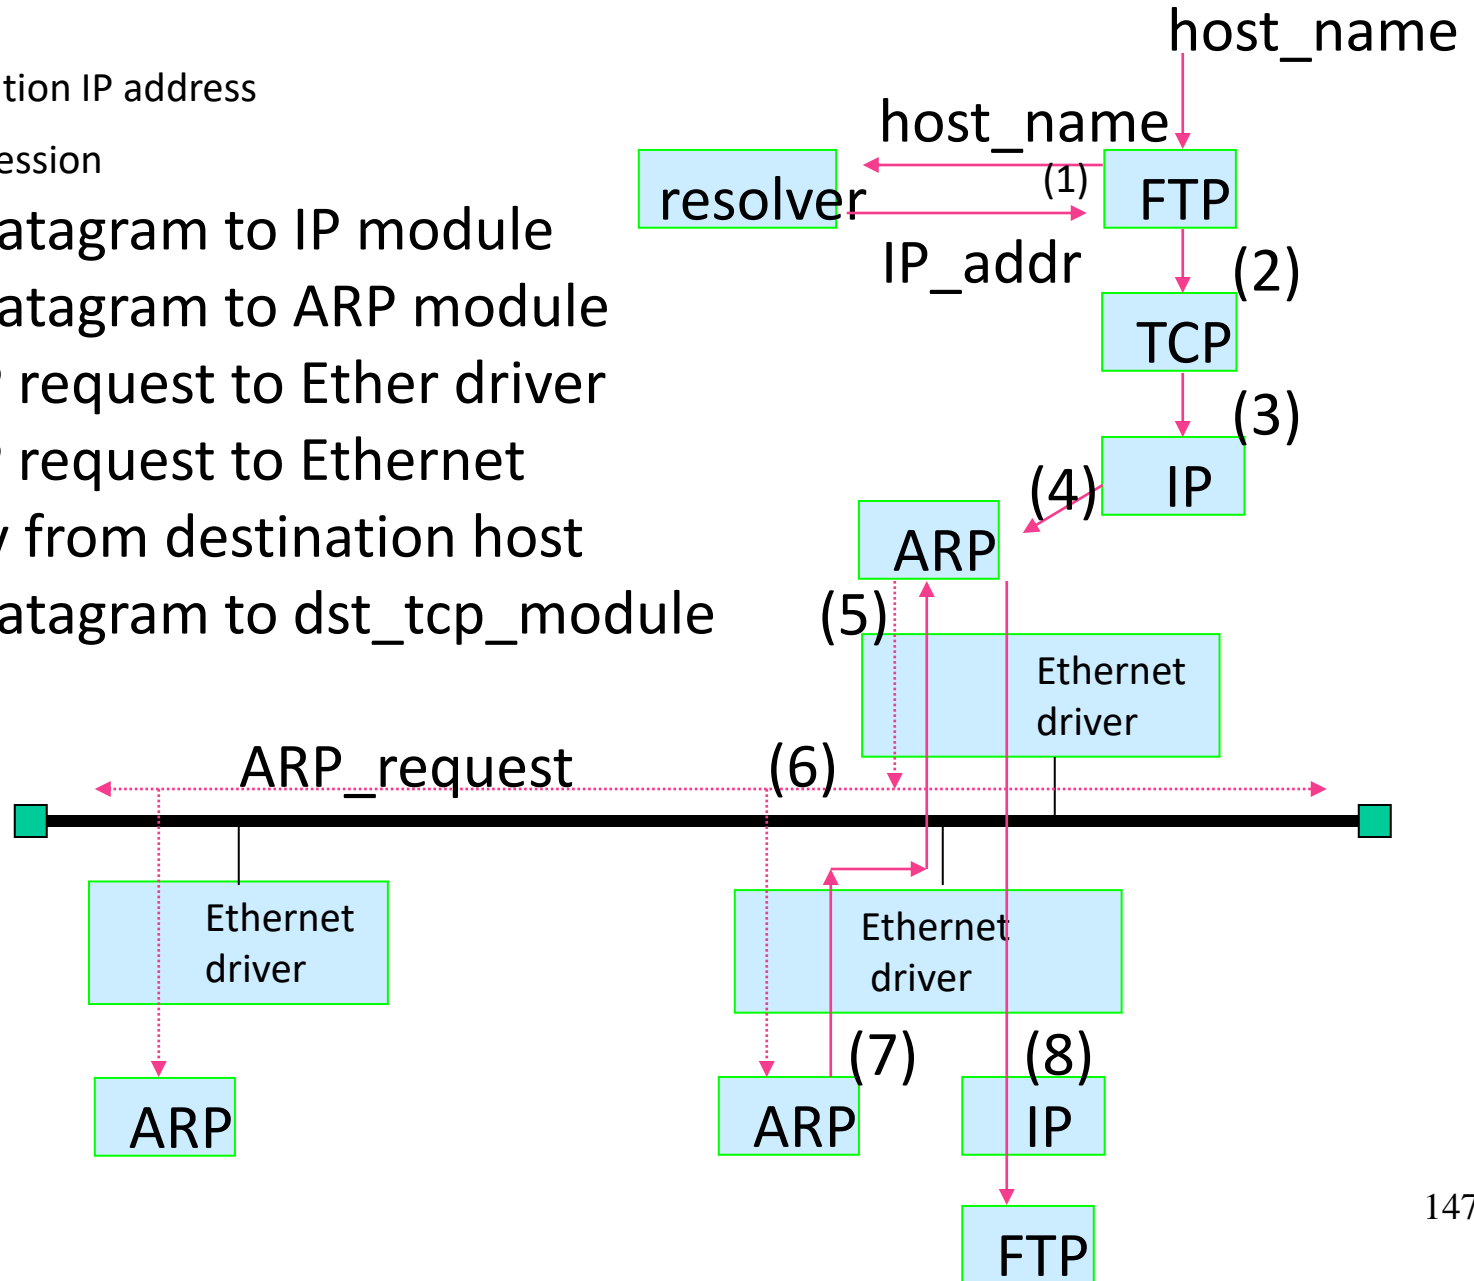 host_name
tion IP address
host_name
ession
(1)
resolver
FTP
atagram to IP module
IP_addr
(2)
atagram to ARP module
TCP
request to Ether driver
(3)
request to Ethernet
(4)
IP
from destination host
ARP
atagram to dst_tcp_module
(5)
Ethernet
driver
ARP_request
(6)
Ethernet
driver
Ethernet
driver
(7)
(8)
ARP
ARP
IP
147
FTP